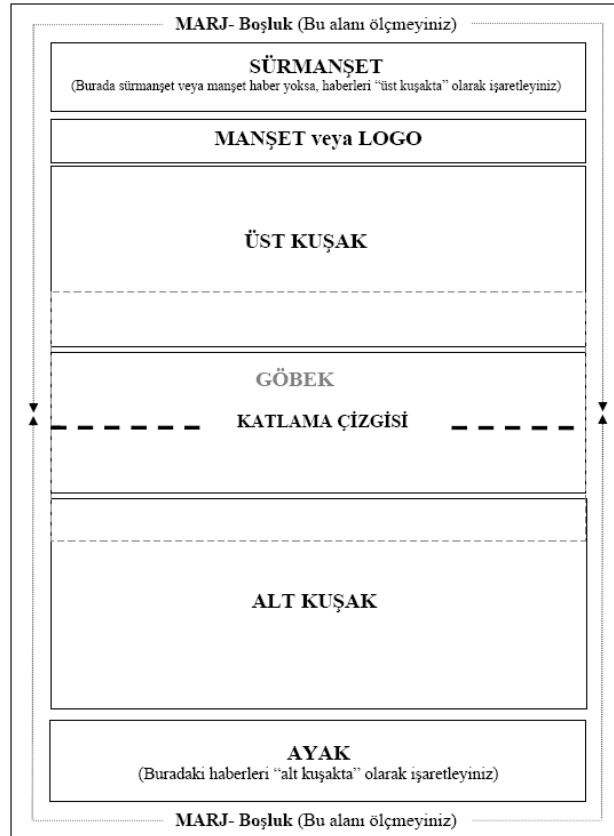 MARJ- Boşluk (Bu alanı ölçmeyiniz)
SÜRMANŞET
(Burada sürmanşet veya manşet haber yoksa, haberleri “üst kuşakta” olarak işaretleyiniz)
MANŞET veya LOGO
ÜST KUŞAK
GÖBEK
KATLAMA ÇİZGİSİ
ALT KUŞAK
AYAK
(Buradaki haberleri “alt kuşakta” olarak işaretleyiniz)
MARJ- Boşluk (Bu alanı ölçmeyiniz)